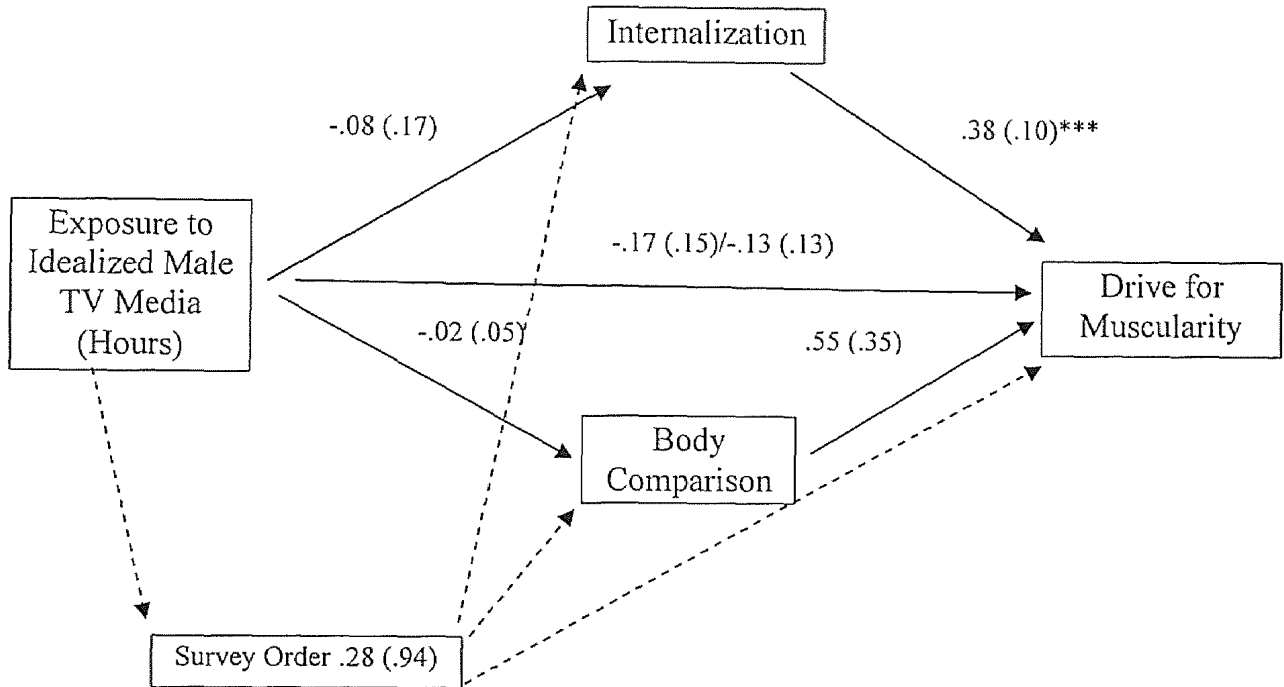 Internalization
-.08 (.17)
.38 (.10)***
Exposure to
Idealized Male
TV Media
(Hours)
-.17 (.15)/-.13 (.13)
Drive for
Muscularity
-.02 (.05)
.55 (.35)
Body
Comparison
Survey Order .28 (.94)